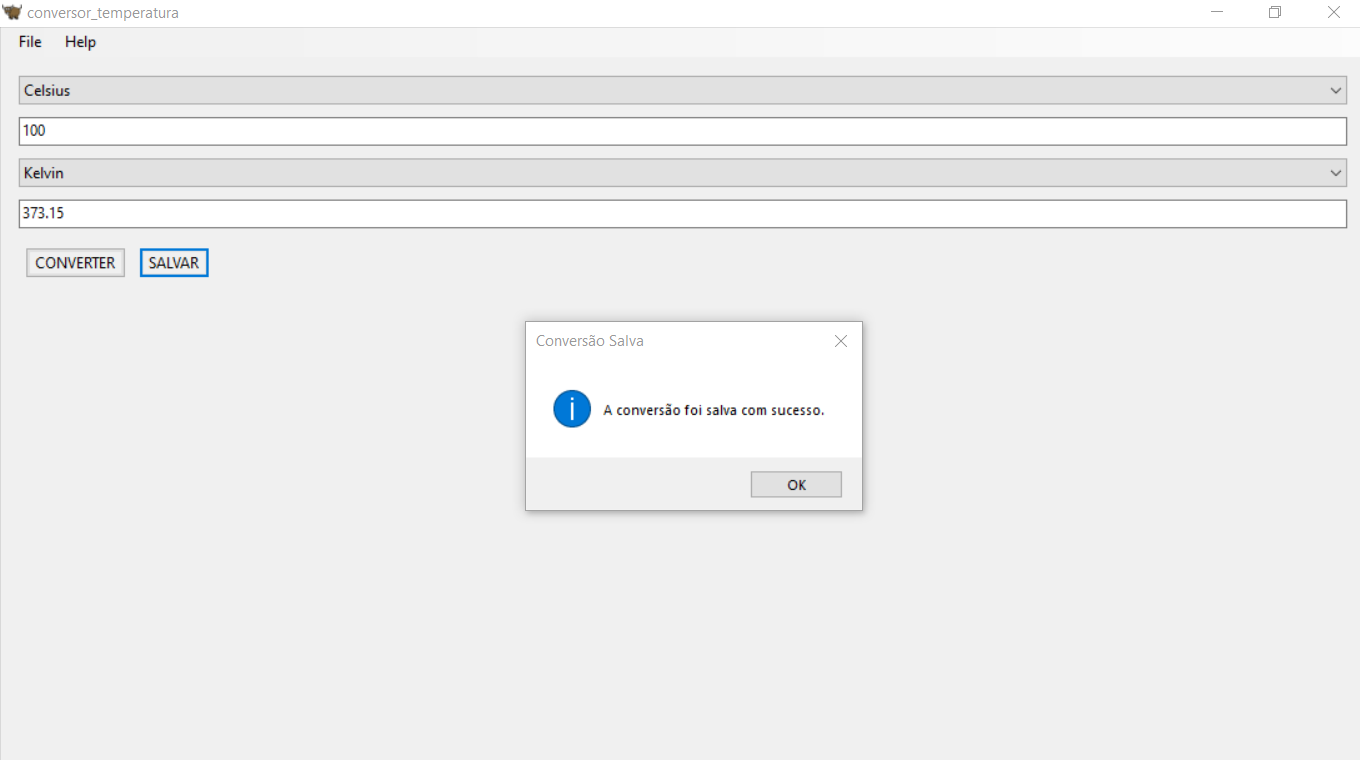 conversor_temperatura
File Help
Celsius
100
Kelvin
373.15
CONVERTER SALVAR
Conversão Salva
A conversão foi salva com sucesso.
OK